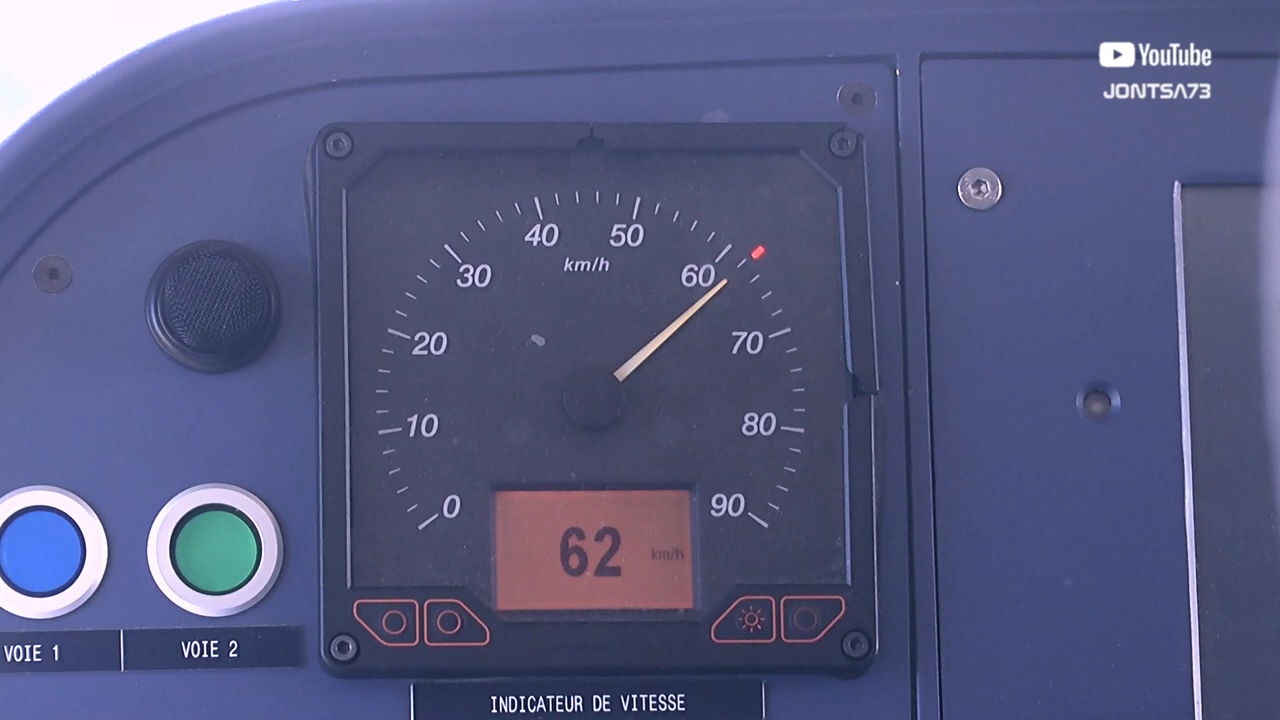 YouTube
JONTSA73
40 50
km/h
30 60
20 70
10 80
0 90
62 km/h
VOIE 1
VOIE 2
INDICATEUR DE VITESSE